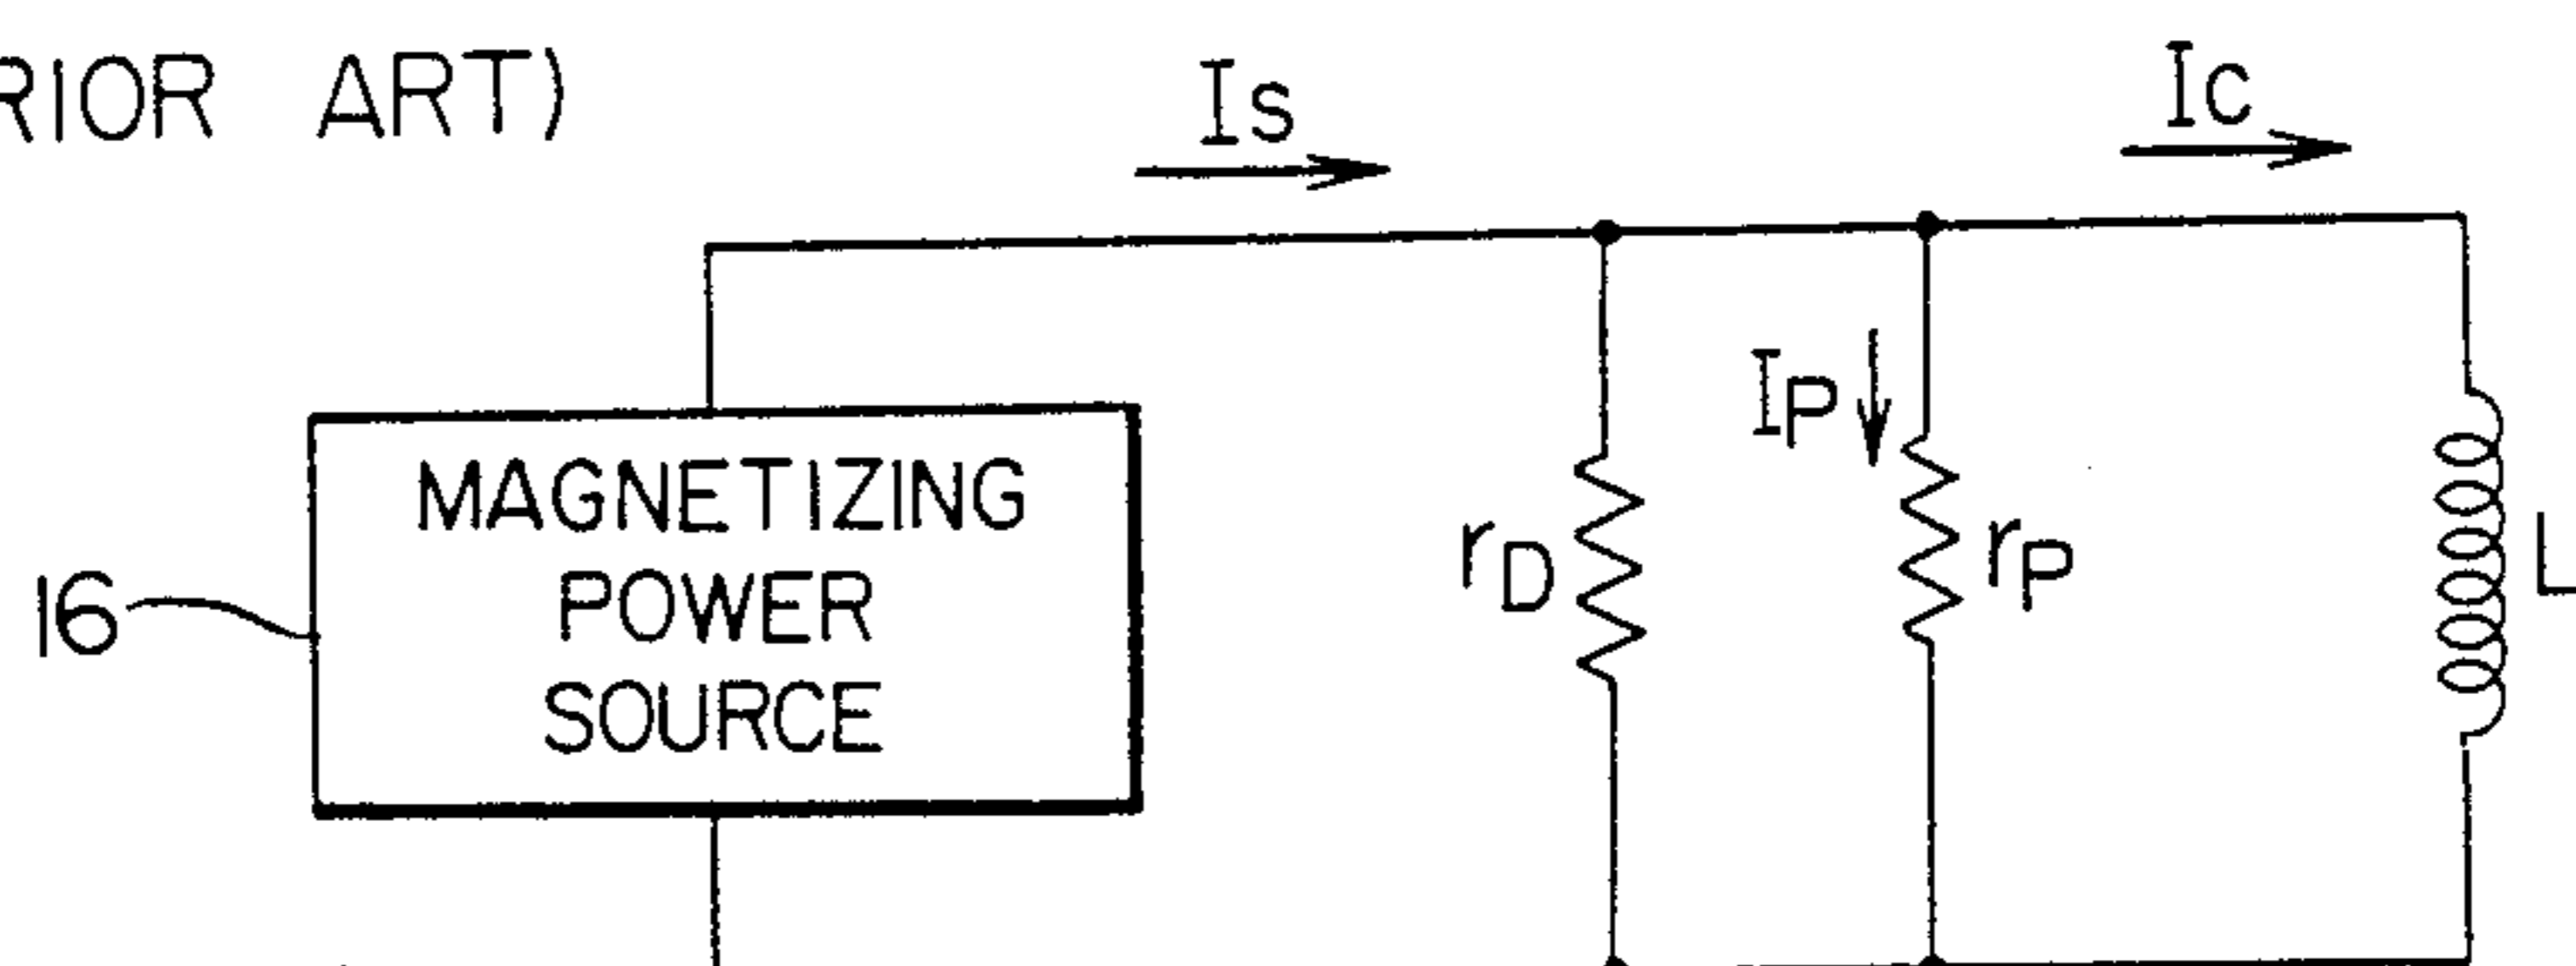 RIOR ART)
Is
Ic
IP
MAGNETIZING
POWER
SOURCE
rD
rP
L
16